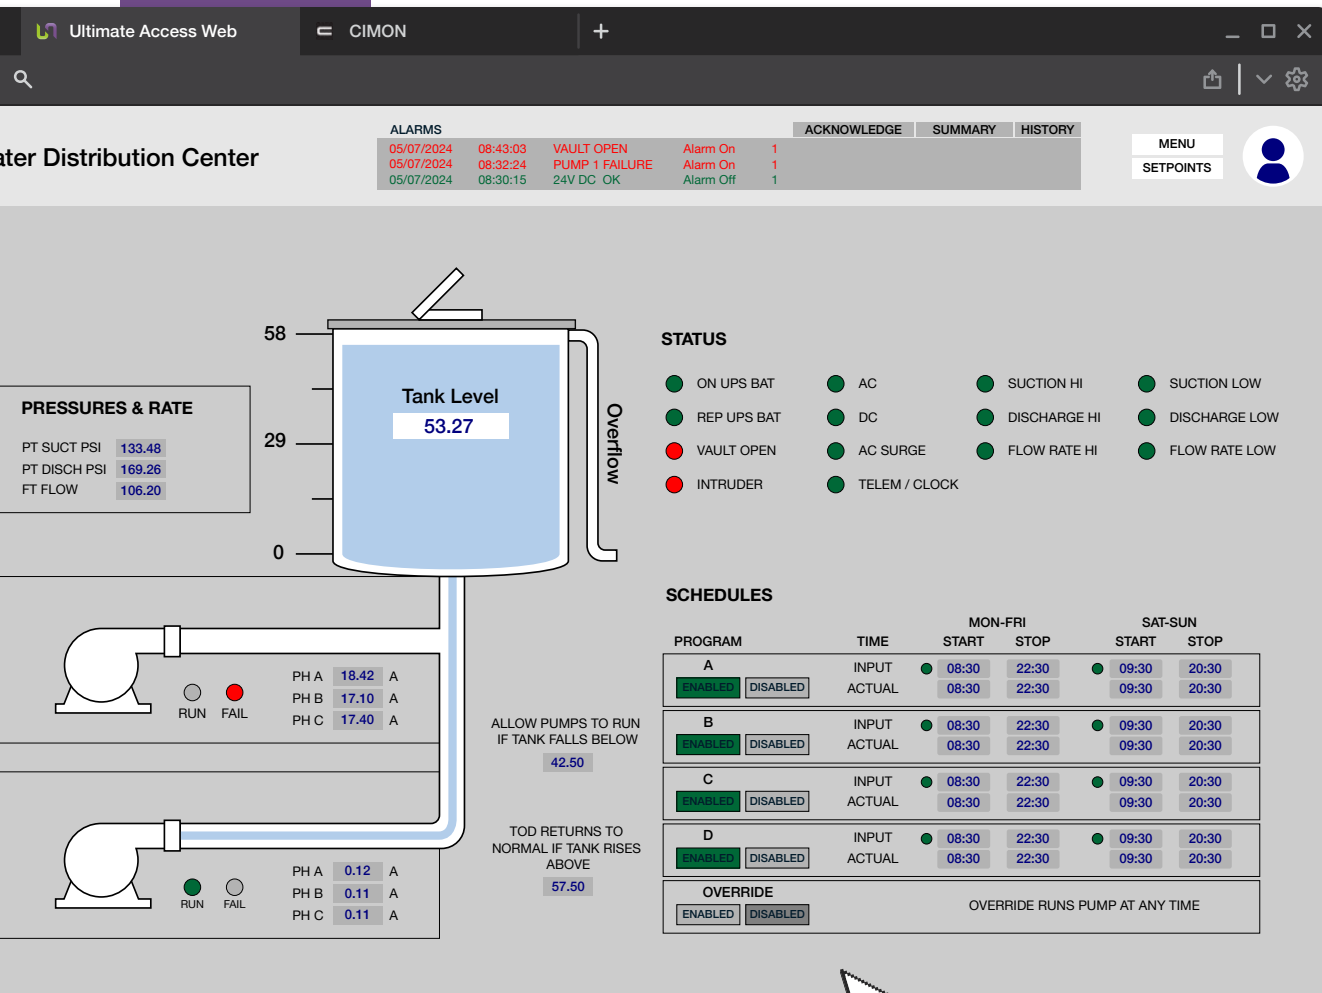 Ultimate Access Web
CIMON
ater Distribution Center
ALARMS
ACKNOWLEDGE SUMMARY HISTORY
05/07/2024 08:43:03 VAULT OPEN Alarm On 1
05/07/2024 08:32:24 PUMP 1 FAILURE Alarm On 1
05/07/2024 08:30:15 24V DC OK Alarm Off 1
MENU
SETPOINTS
58
29
0
Tank Level
53.27
Overflow
PRESSURES & RATE
PT SUCT PSI 133.48
PT DISCH PSI 169.26
FT FLOW 106.20
STATUS
ON UPS BAT AC SUCTION HI SUCTION LOW
REP UPS BAT DC DISCHARGE HI DISCHARGE LOW
VAULT OPEN AC SURGE FLOW RATE HI FLOW RATE LOW
INTRUDER TELEM / CLOCK
RUN FAIL
PH A 18.42 A
PH B 17.10 A
PH C 17.40 A
ALLOW PUMPS TO RUN
IF TANK FALLS BELOW
42.50
TOD RETURNS TO
NORMAL IF TANK RISES
ABOVE
57.50
RUN FAIL
PH A 0.12 A
PH B 0.11 A
PH C 0.11 A
SCHEDULES
MON-FRI SAT-SUN
PROGRAM TIME START STOP START STOP
A INPUT 08:30 22:30 09:30 20:30
ENABLED DISABLED ACTUAL 08:30 22:30 09:30 20:30
B INPUT 08:30 22:30 09:30 20:30
ENABLED DISABLED ACTUAL 08:30 22:30 09:30 20:30
C INPUT 08:30 22:30 09:30 20:30
ENABLED DISABLED ACTUAL 08:30 22:30 09:30 20:30
D INPUT 08:30 22:30 09:30 20:30
ENABLED DISABLED ACTUAL 08:30 22:30 09:30 20:30
OVERRIDE
ENABLED DISABLED OVERRIDE RUNS PUMP AT ANY TIME